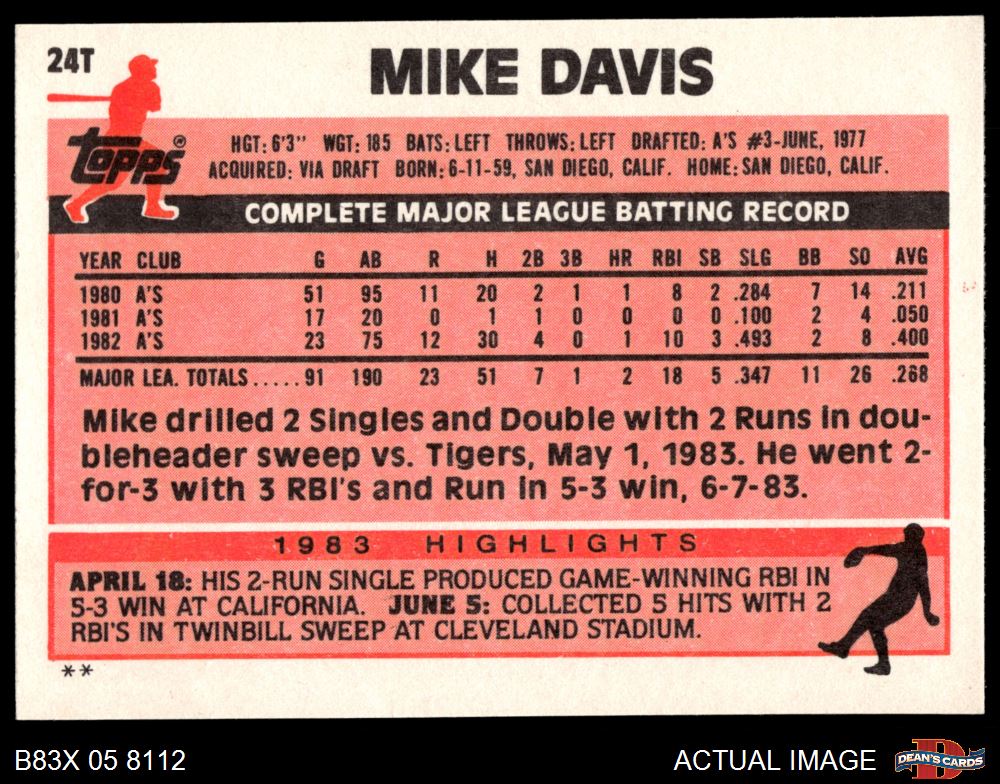 24T
MIKE DAVIS
Topps®
HGT: 6'3" WGT: 185 BATS: LEFT THROWS: LEFT DRAFTED: A'S #3-JUNE, 1977
ACQUIRED: VIA DRAFT BORN: 6-11-59, SAN DIEGO, CALIF. HOME: SAN DIEGO, CALIF.
COMPLETE MAJOR LEAGUE BATTING RECORD
YEAR CLUB G AB R H 2B 3B HR RBI SB SLG BB SO AVG
1980 A'S 51 95 11 20 2 1 1 8 2 .284 7 14 .211
1981 A'S 17 20 0 1 1 0 0 0 0 .100 2 4 .050
1982 A'S 23 75 12 30 4 0 1 10 3 .493 2 8 .400
MAJOR LEA. TOTALS..... 91 190 23 51 7 1 2 18 5 .347 11 26 .268
Mike drilled 2 Singles and Double with 2 Runs in dou-
bleheader sweep vs. Tigers, May 1, 1983. He went 2-
for-3 with 3 RBI's and Run in 5-3 win, 6-7-83.
1983 HIGHLIGHTS
APRIL 18: HIS 2-RUN SINGLE PRODUCED GAME-WINNING RBI IN
5-3 WIN AT CALIFORNIA. JUNE 5: COLLECTED 5 HITS WITH 2
RBI'S IN TWINBILL SWEEP AT CLEVELAND STADIUM.
**
B83X 05 8112
ACTUAL IMAGE
D
DEAN'S CARDS